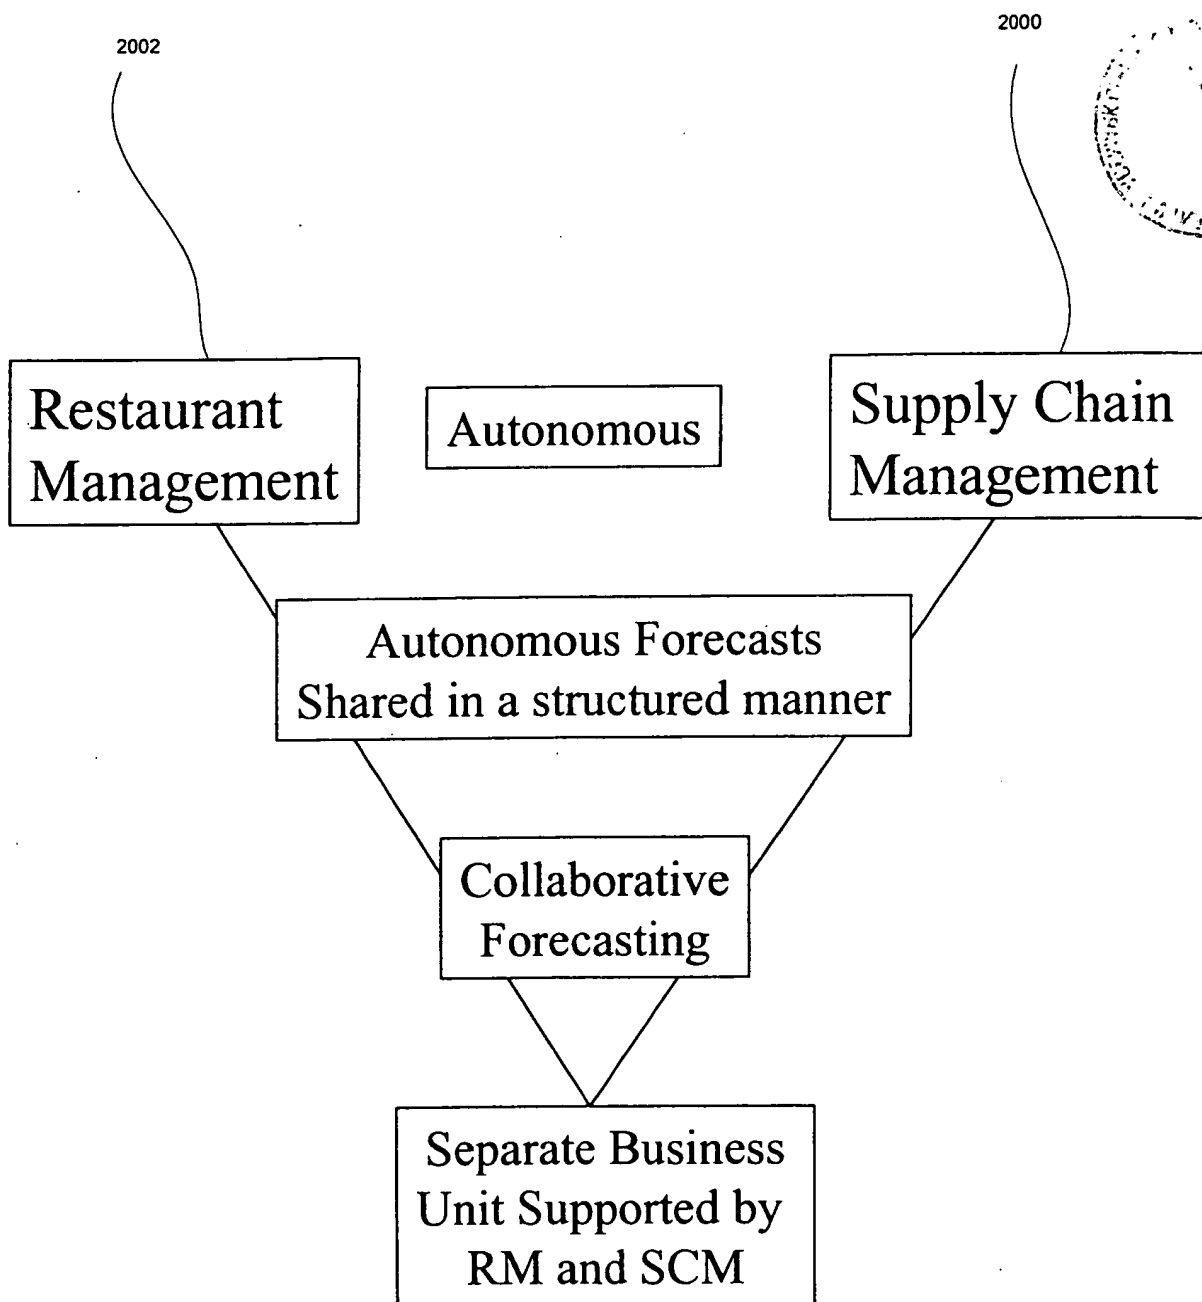 2002
2000
Restaurant
Management
Autonomous
Supply Chain
Management
Autonomous Forecasts
Shared in a structured manner
Collaborative
Forecasting
Separate Business
Unit Supported by
RM and SCM